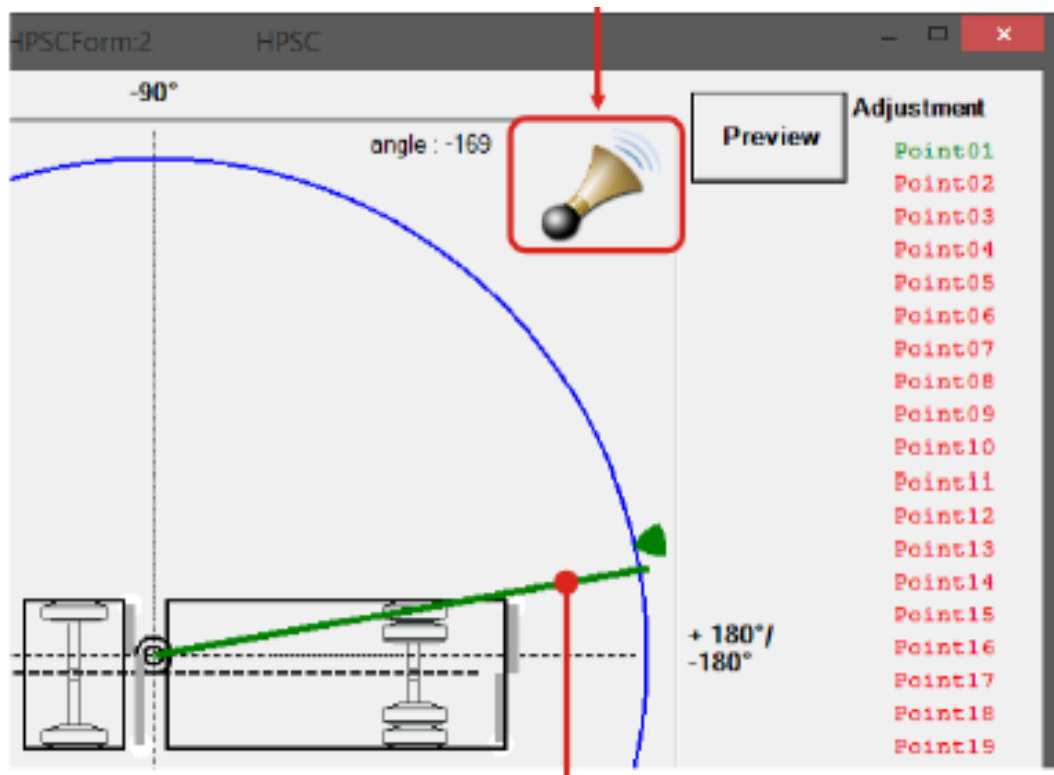 HPSCForm:2 HPSC
-90°
angle : -169
Preview
Adjustment
Point01
Point02
Point03
Point04
Point05
Point06
Point07
Point08
Point09
Point10
Point11
Point12
Point13
Point14
Point15
Point16
Point17
Point18
Point19
+ 180°/
-180°